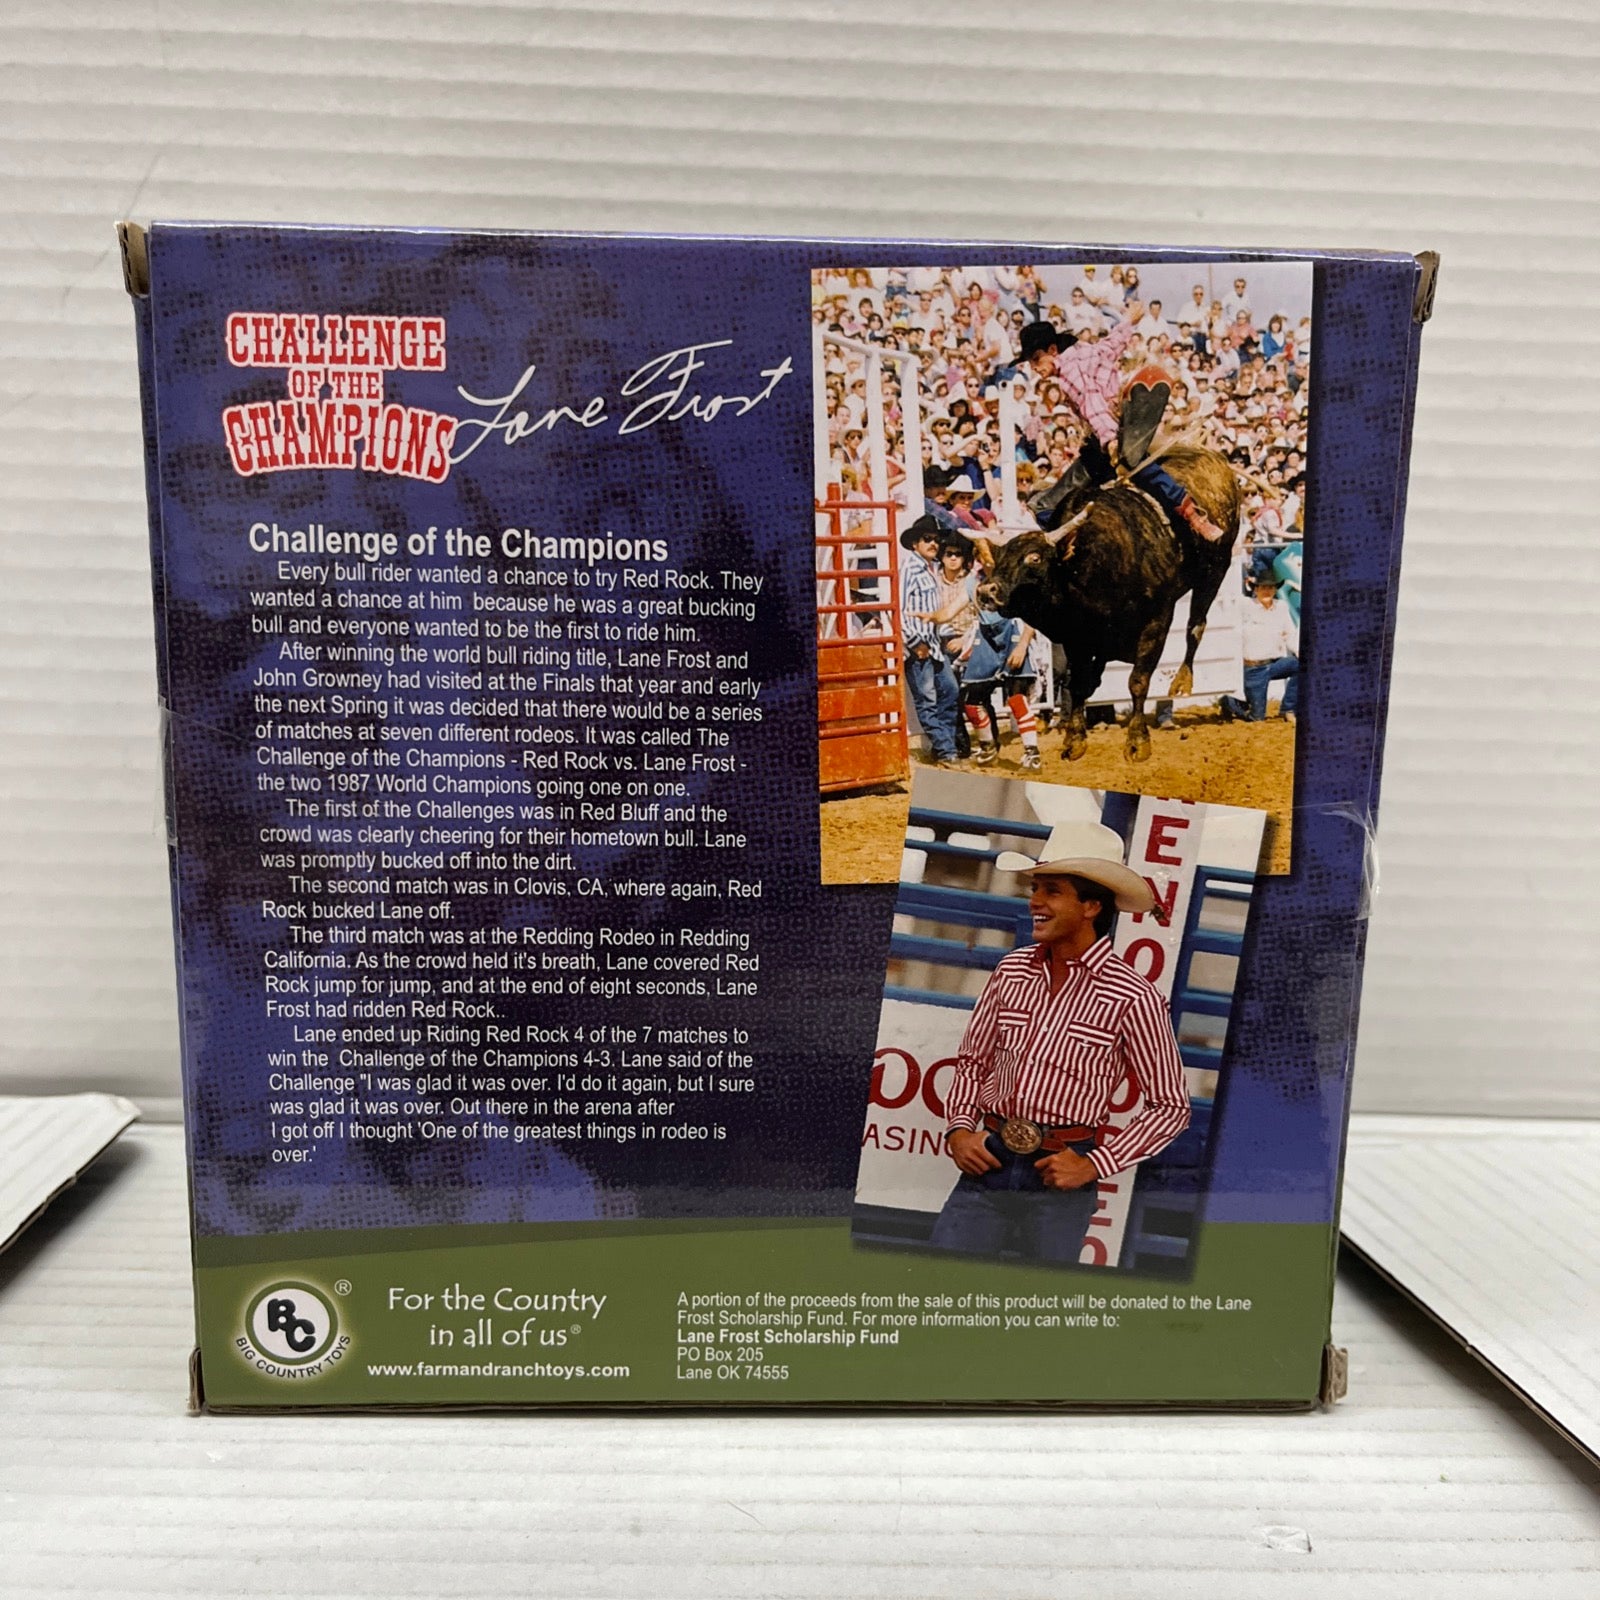 CHALLENGE
OF THE
CHAMPIONS
Lane Frost
Challenge of the Champions
Every bull rider wanted a chance to try Red Rock. They
wanted a chance at him because he was a great bucking
bull and everyone wanted to be the first to ride him.
After winning the world bull riding title, Lane Frost and
John Growney had visited at the Finals that year and early
the next Spring it was decided that there would be a series
of matches at seven different rodeos. It was called The
Challenge of the Champions - Red Rock vs. Lane Frost -
the two 1987 World Champions going one on one.
The first of the Challenges was in Red Bluff and the
crowd was clearly cheering for their hometown bull. Lane
was promptly bucked off into the dirt.
The second match was in Clovis, CA, where again, Red
Rock bucked Lane off.
The third match was at the Redding Rodeo in Redding
California. As the crowd held it's breath, Lane covered Red
Rock jump for jump, and at the end of eight seconds, Lane
Frost had ridden Red Rock..
Lane ended up Riding Red Rock 4 of the 7 matches to
win the Challenge of the Champions 4-3. Lane said of the
Challenge "I was glad it was over. I'd do it again, but I sure
was glad it was over. Out there in the arena after
I got off I thought 'One of the greatest things in rodeo is
over.'
ENO
ASIN
BC
BIG COUNTRY TOYS
®
For the Country
in all of us®
www.farmandranchtoys.com
A portion of the proceeds from the sale of this product will be donated to the Lane
Frost Scholarship Fund. For more information you can write to:
Lane Frost Scholarship Fund
PO Box 205
Lane OK 74555